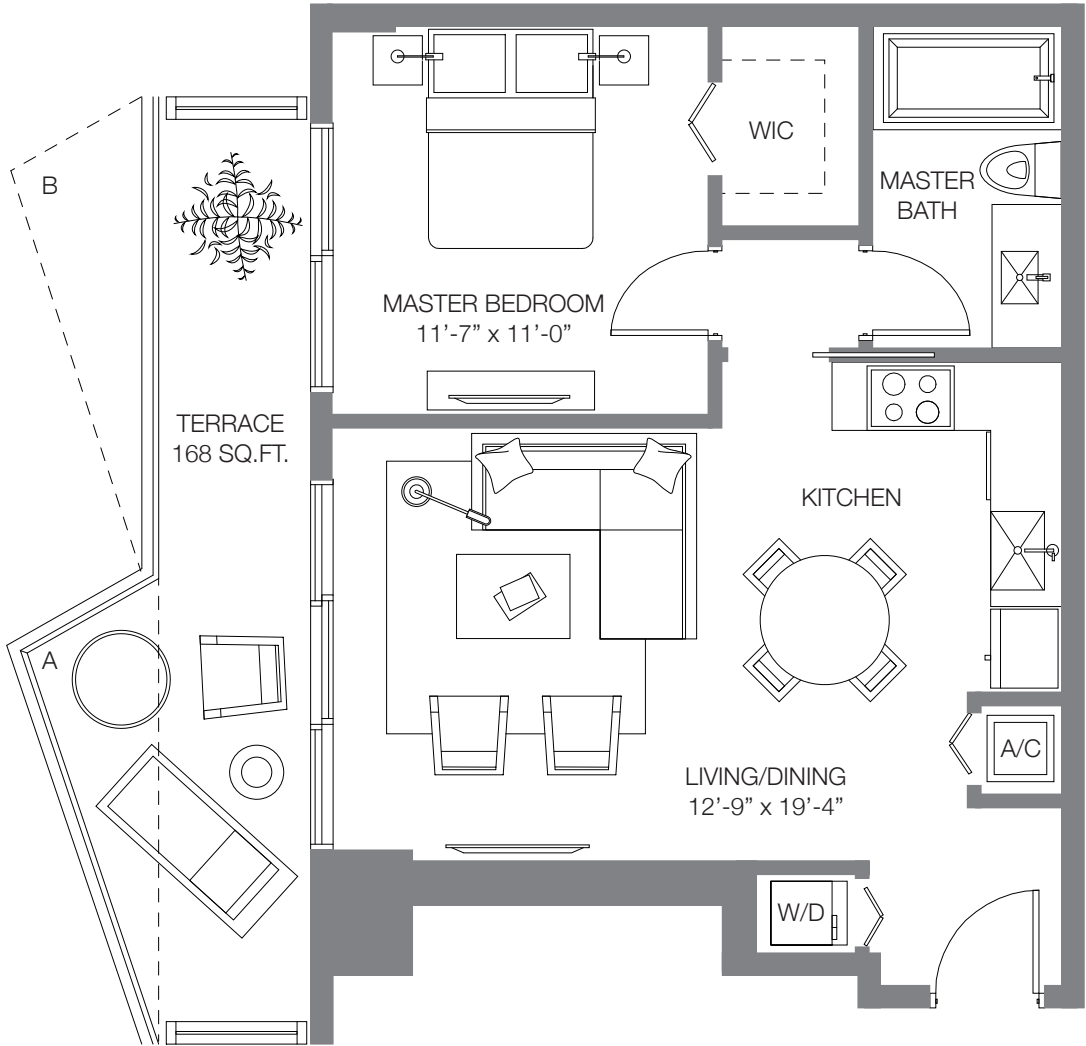 B
WIC
MASTER
BATH
MASTER BEDROOM
11’-7” x 11’-0”
TERRACE
168 SQ.FT.
KITCHEN
A
A/C
LIVING/DINING
12’-9” x 19’-4”
W/D